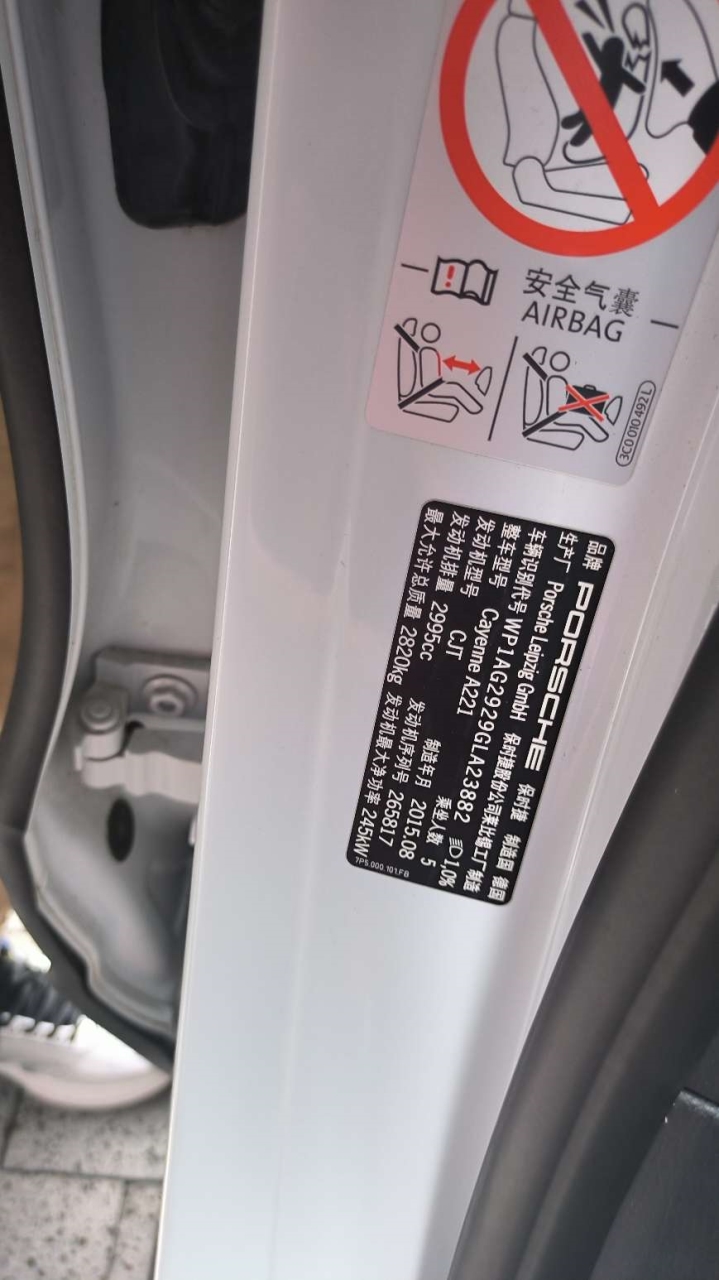 安全气囊
AIRBAG
3C0 010 492 L
品牌 PORSCHE 保时捷 制造国 德国
生产厂 Porsche Leipzig GmbH 保时捷股份公司莱比锡工厂制造
车辆识别代号 WP1AG2929GLA23882 1,0%
整车型号 Cayenne A221 乘坐人数 5
发动机型号 CJT 制造年月 2015.08
发动机排量 2995cc 发动机序列号 265817
最大允许总质量 2820kg 发动机最大净功率 245kW
7P5.000.101.FB